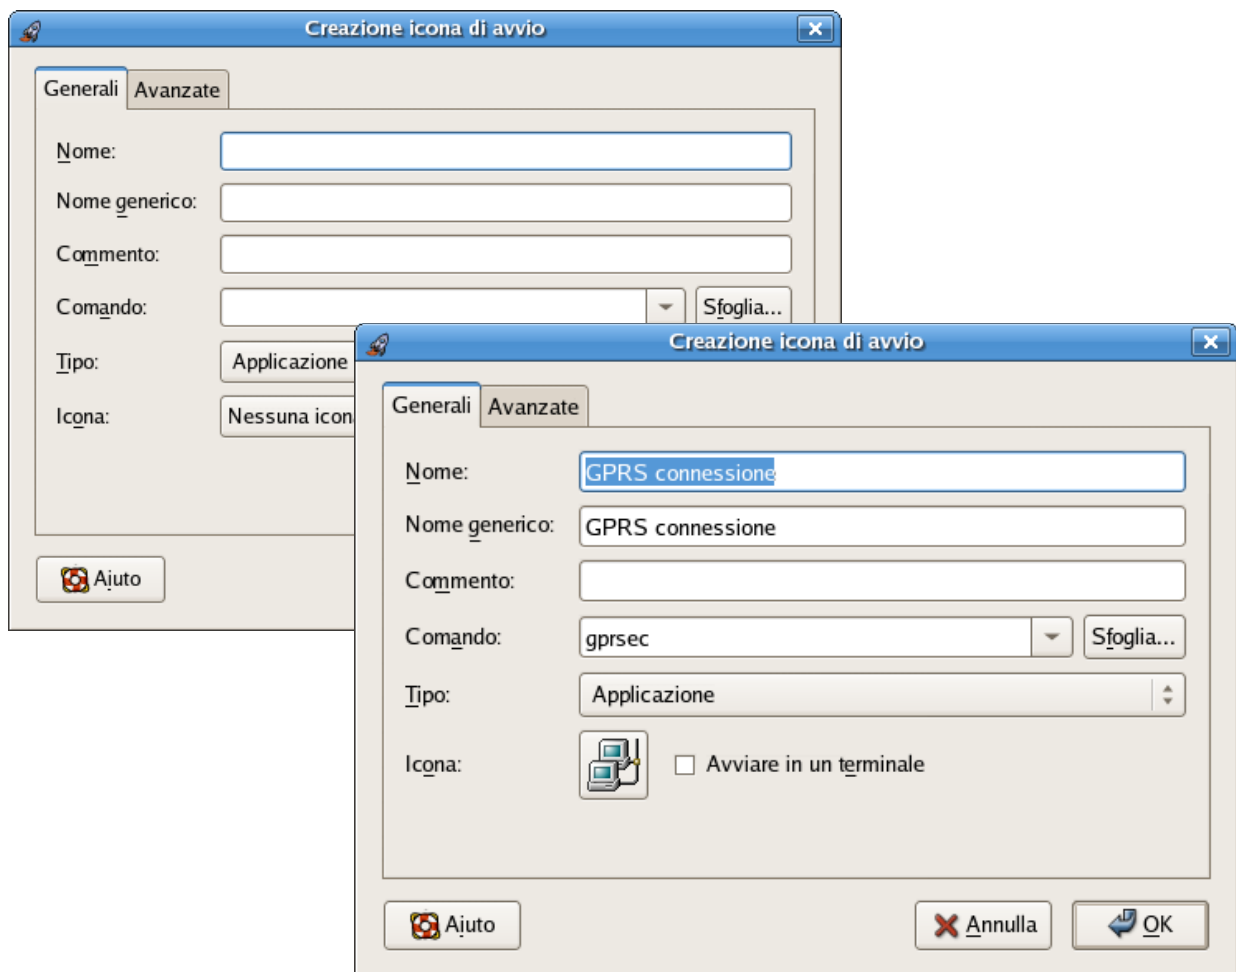 Creazione icona di avvio
Generali Avanzate
Nome:
Nome generico:
Commento:
Comando: Sfoglia...
Tipo: Applicazione
Icona: Nessuna icon
Aiuto
Creazione icona di avvio
Generali Avanzate
Nome: GPRS connessione
Nome generico: GPRS connessione
Commento:
Comando: gprsec Sfoglia...
Tipo: Applicazione
Icona: Avviare in un terminale
Aiuto Annulla OK